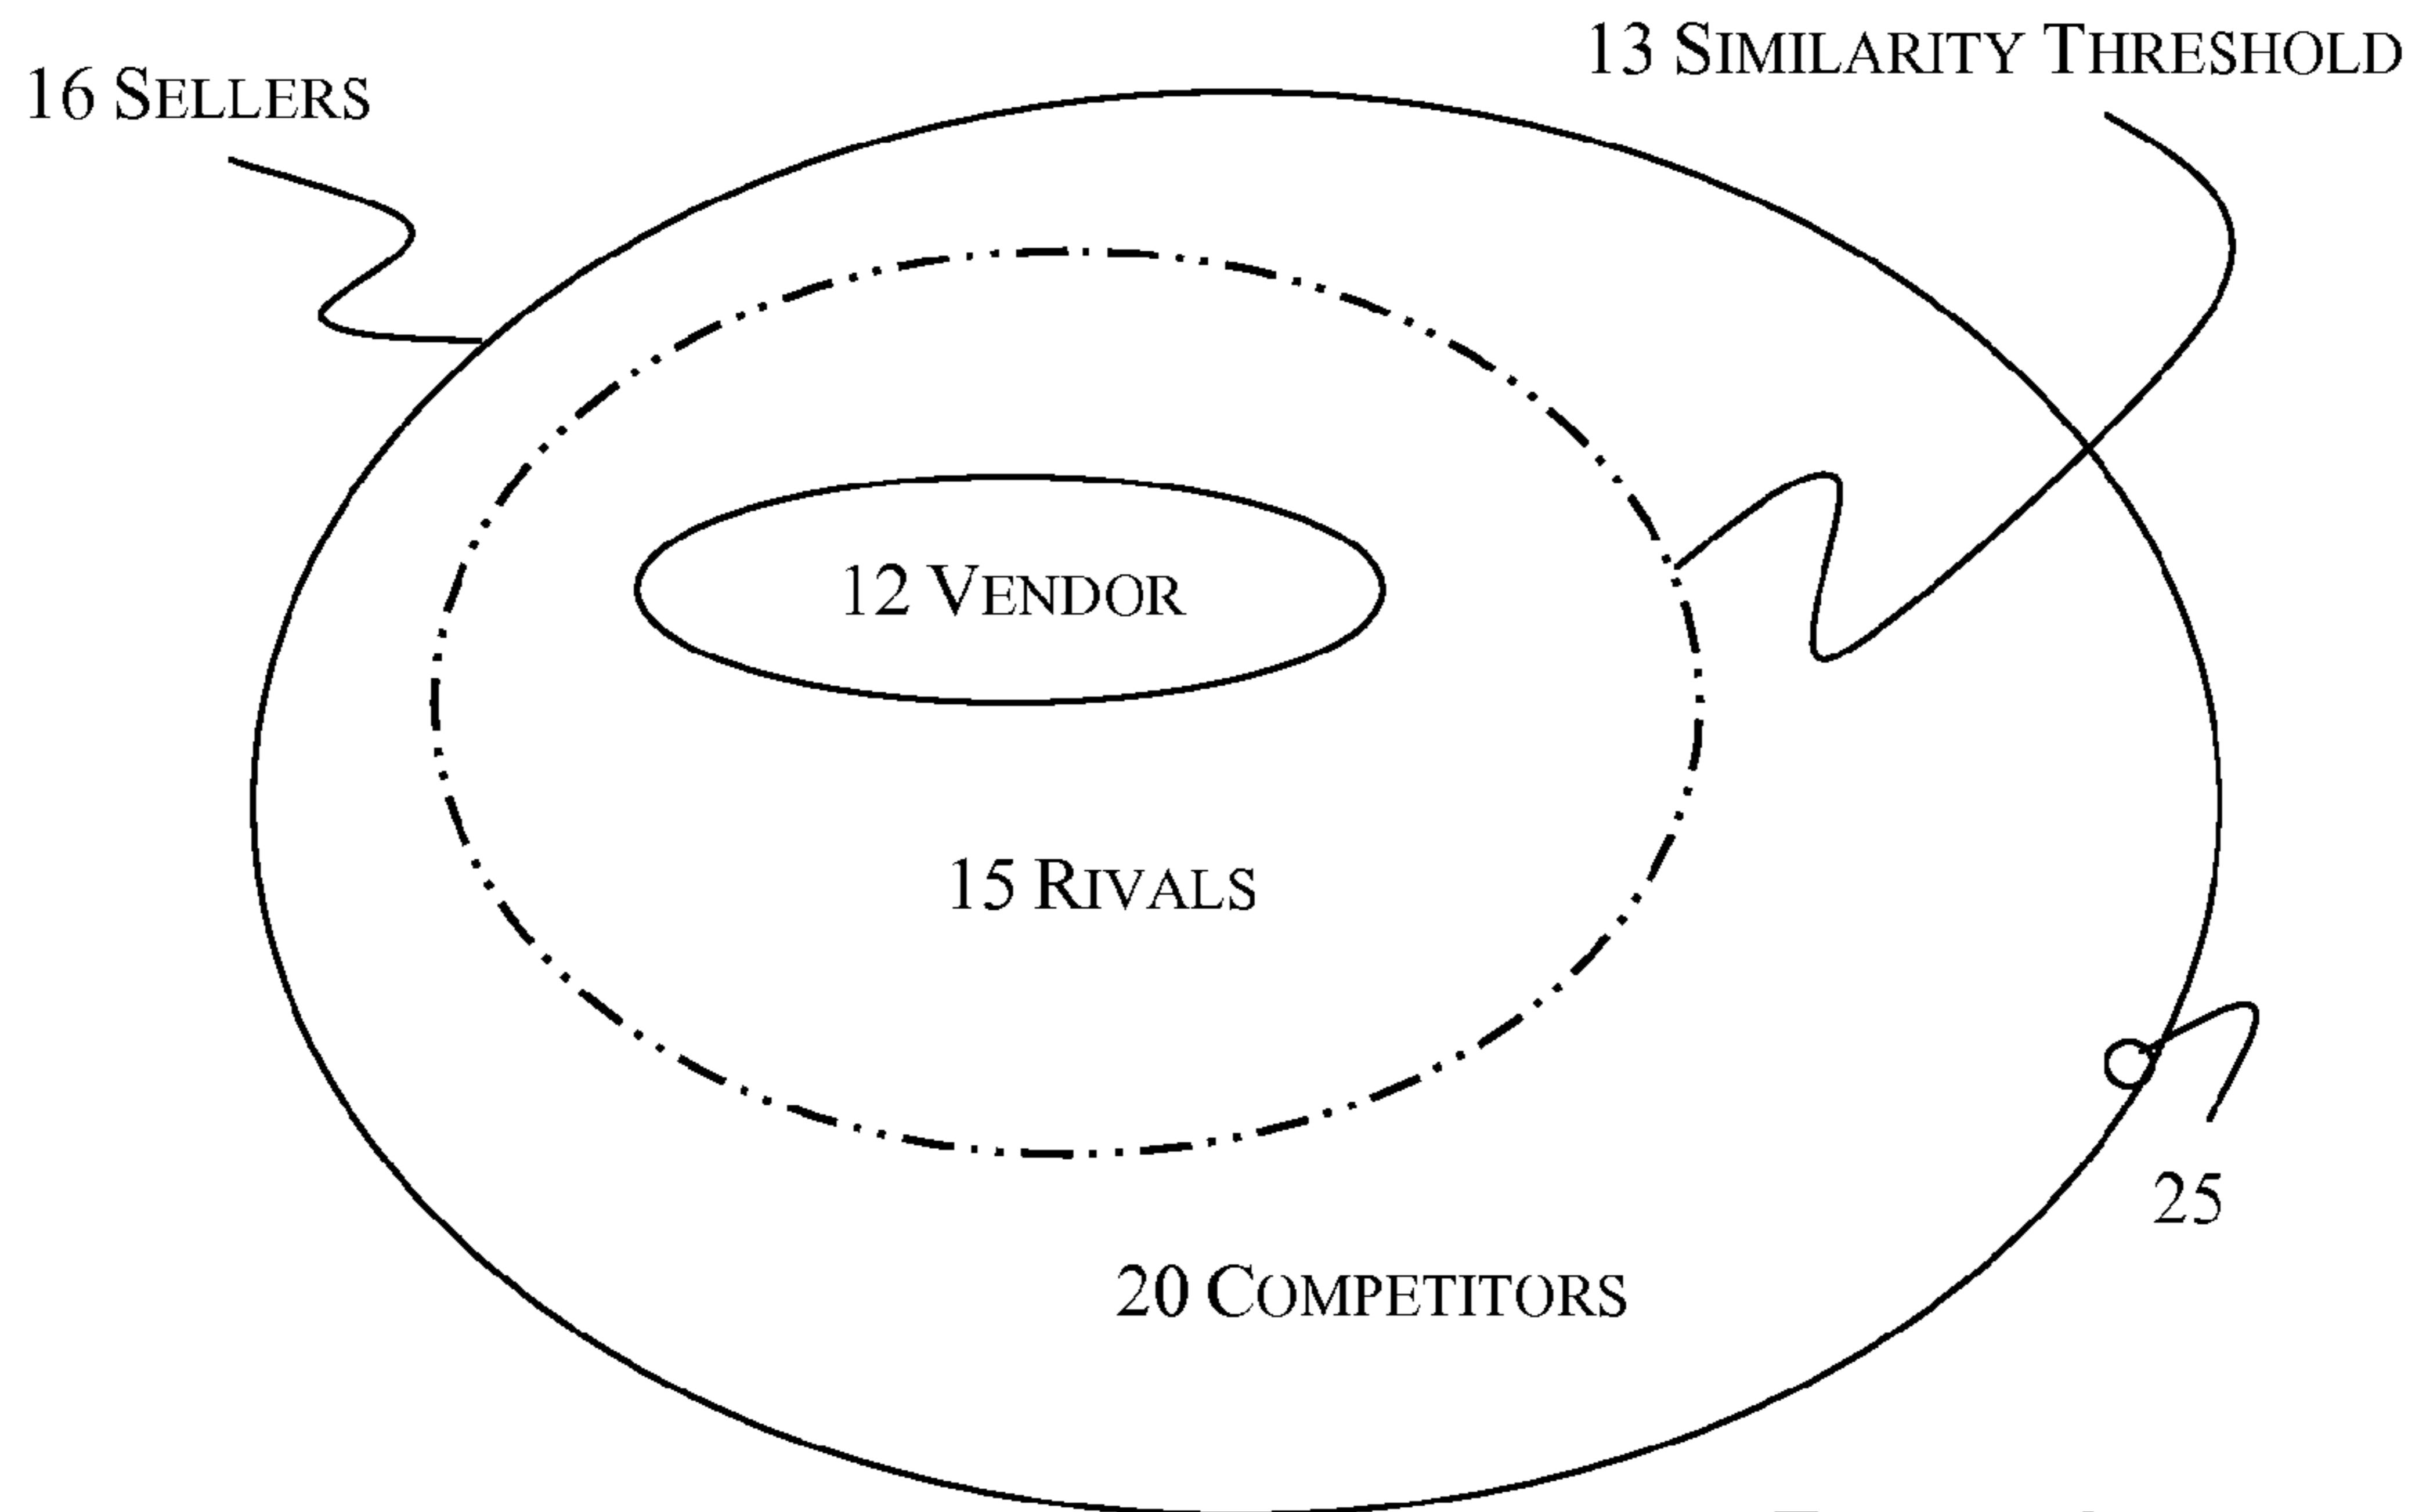 13 SIMILARITY THRESHOLD
16 SELLERS
12 VENDOR
15 RIVALS
25
20 COMPETITORS